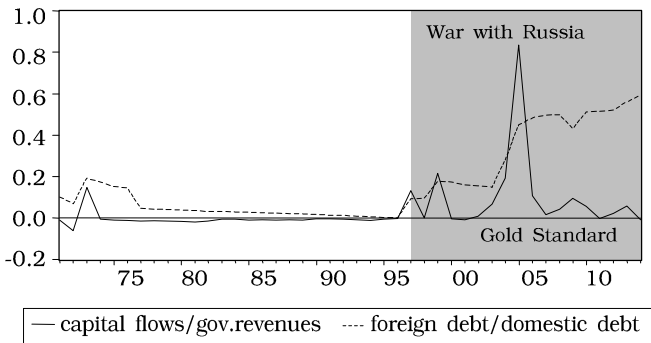 1.0
War with Russia
0.8
0.6
0.4
0.2
0.0
Gold Standard
-0.2
75 80 85 90 95 00 05 10
capital flows/gov.revenues foreign debt/domestic debt